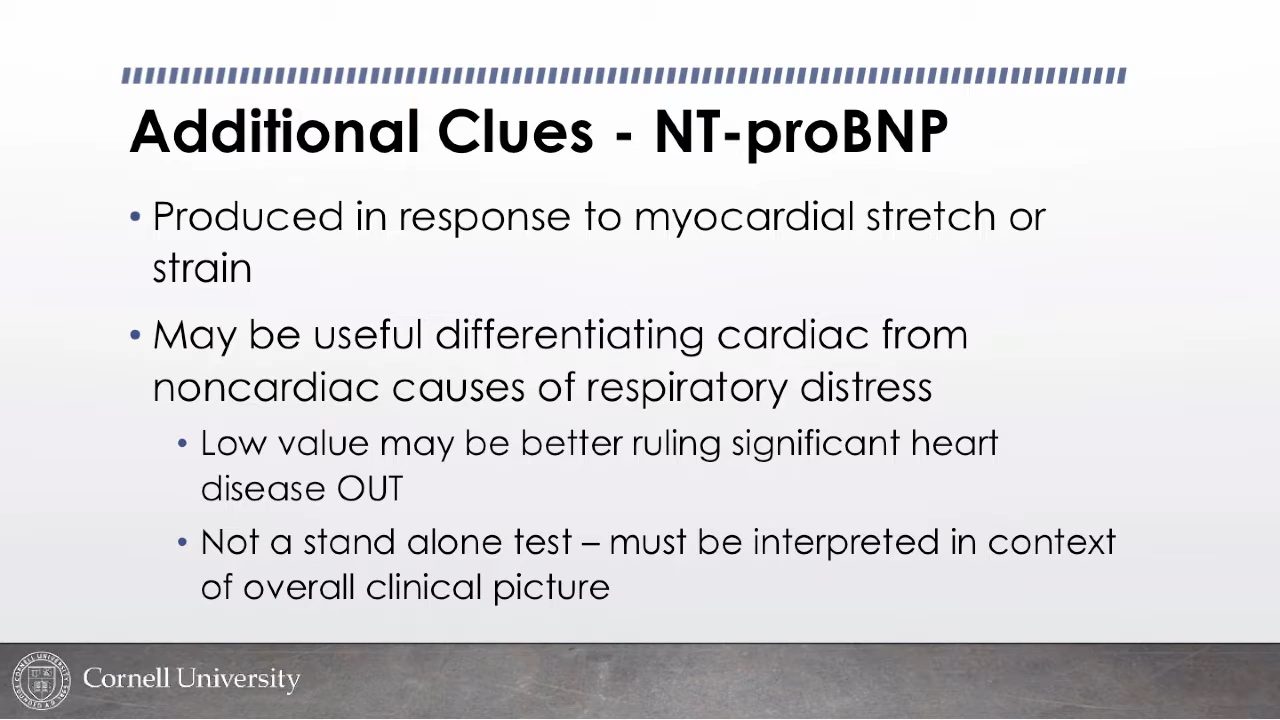 Additional Clues - NT-proBNP
• Produced in response to myocardial stretch or
strain
• May be useful differentiating cardiac from
noncardiac causes of respiratory distress
• Low value may be better ruling significant heart
disease OUT
• Not a stand alone test – must be interpreted in context
of overall clinical picture
Cornell University